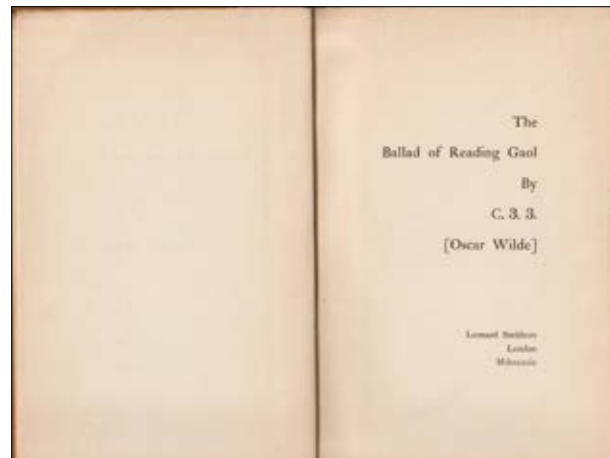 The
Ballad of Reading Gaol
By
C. 3. 3.
[Oscar Wilde]
Leonard Smithers
London